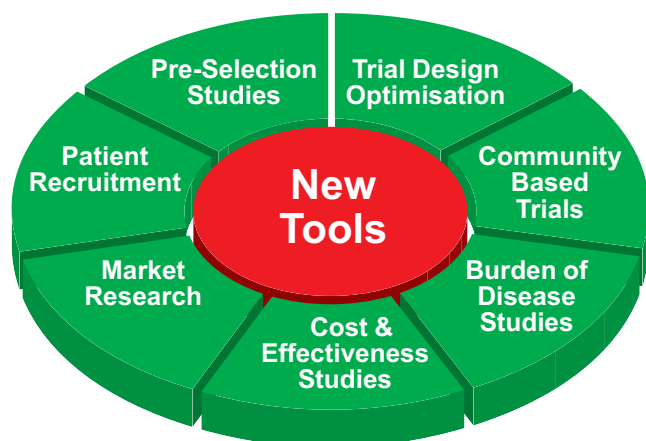 Pre-Selection
Studies
Trial Design
Optimisation
Patient
Recruitment
New
Tools
Community
Based
Trials
Market
Research
Burden of
Disease
Studies
Cost &
Effectiveness
Studies